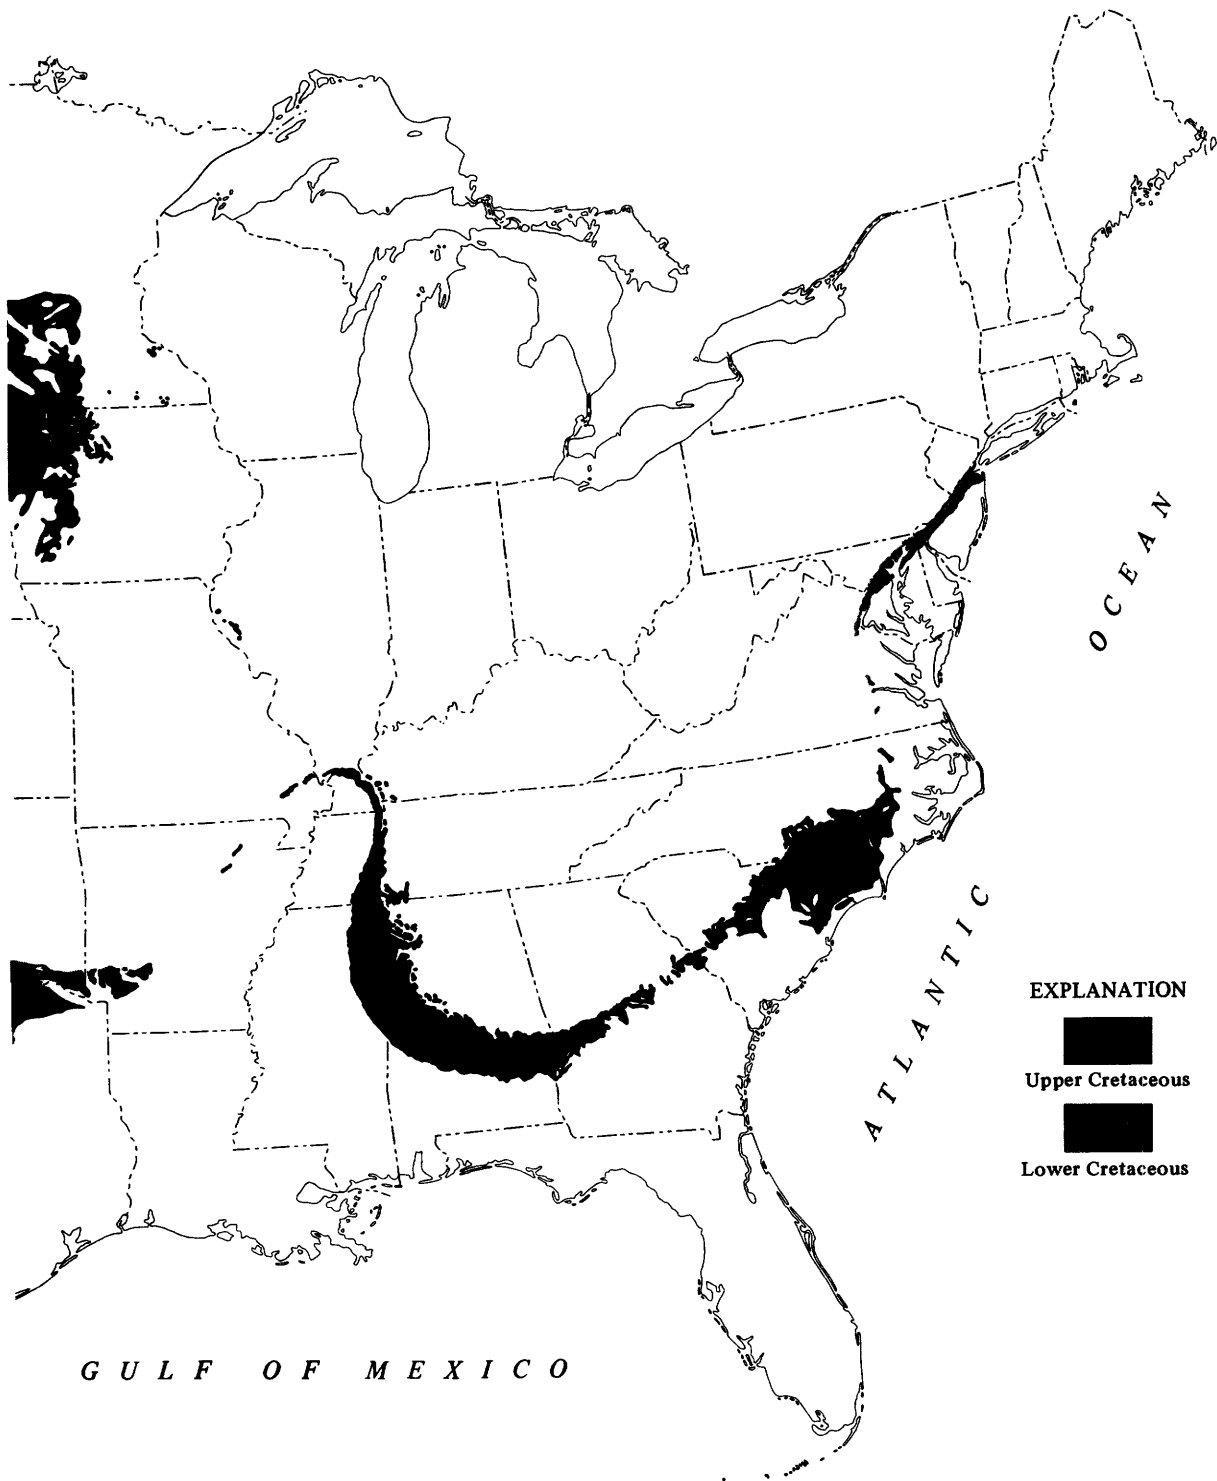 OCEAN
ATLANTIC
EXPLANATION
Upper Cretaceous
Lower Cretaceous
GULF OF MEXICO